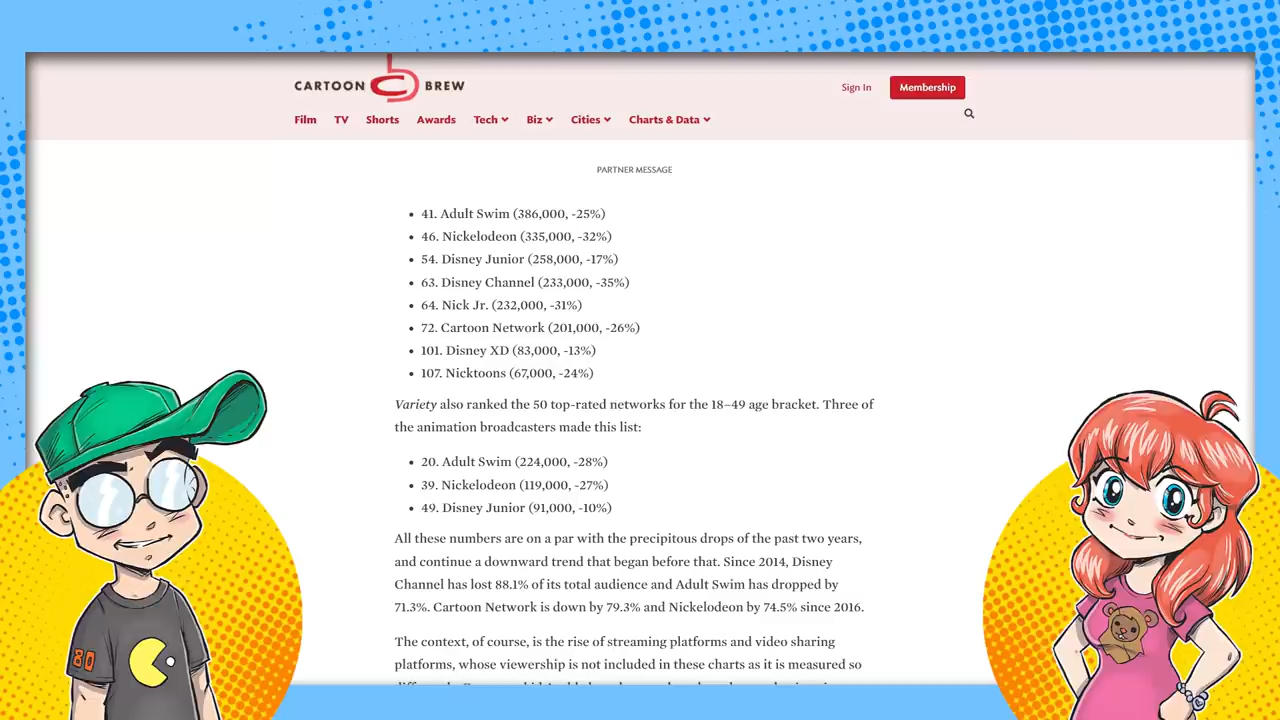 CARTOON BREW
Sign In
Membership
Film TV Shorts Awards Tech Biz Cities Charts & Data
PARTNER MESSAGE
• 41. Adult Swim (386,000, -25%)
• 46. Nickelodeon (335,000, -32%)
• 54. Disney Junior (258,000, -17%)
• 63. Disney Channel (233,000, -35%)
• 64. Nick Jr. (232,000, -31%)
• 72. Cartoon Network (201,000, -26%)
• 101. Disney XD (83,000, -13%)
• 107. Nicktoons (67,000, -24%)
Variety also ranked the 50 top-rated networks for the 18–49 age bracket. Three of
the animation broadcasters made this list:
• 20. Adult Swim (224,000, -28%)
• 39. Nickelodeon (119,000, -27%)
• 49. Disney Junior (91,000, -10%)
All these numbers are on a par with the precipitous drops of the past two years,
and continue a downward trend that began before that. Since 2014, Disney
Channel has lost 88.1% of its total audience and Adult Swim has dropped by
71.3%. Cartoon Network is down by 79.3% and Nickelodeon by 74.5% since 2016.
The context, of course, is the rise of streaming platforms and video sharing
platforms, whose viewership is not included in these charts as it is measured so
80